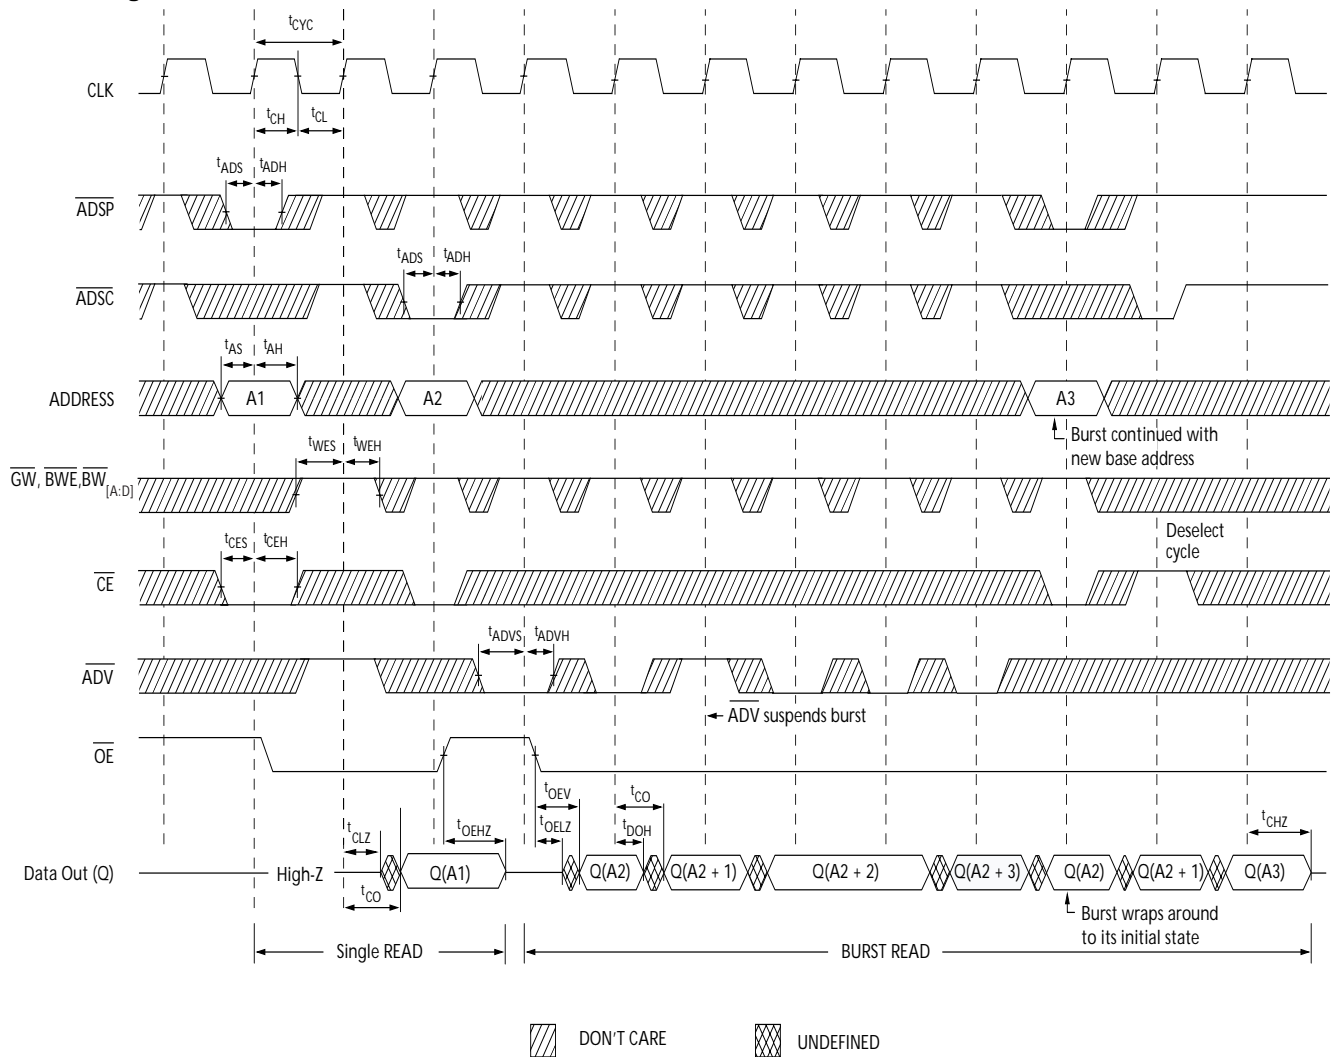 tCYC
CLK
tCH
tCL
tADS
tADH
ADSP
tADS
tADH
ADSC
tAS
tAH
ADDRESS
A1
A2
A3
Burst continued with
new base address
tWES
tWEH
GW, BWE,BW[A:D]
Deselect
cycle
tCES
tCEH
CE
tADVS
tADVH
ADV
ADV suspends burst
OE
tOEV
tCO
tCLZ
tOEHZ
tOELZ
tDOH
tCHZ
Data Out (Q)
High-Z
Q(A1)
Q(A2)
Q(A2 + 1)
Q(A2 + 2)
Q(A2 + 3)
Q(A2)
Q(A2 + 1)
Q(A3)
tCO
Burst wraps around
to its initial state
Single READ
BURST READ
DON'T CARE
UNDEFINED